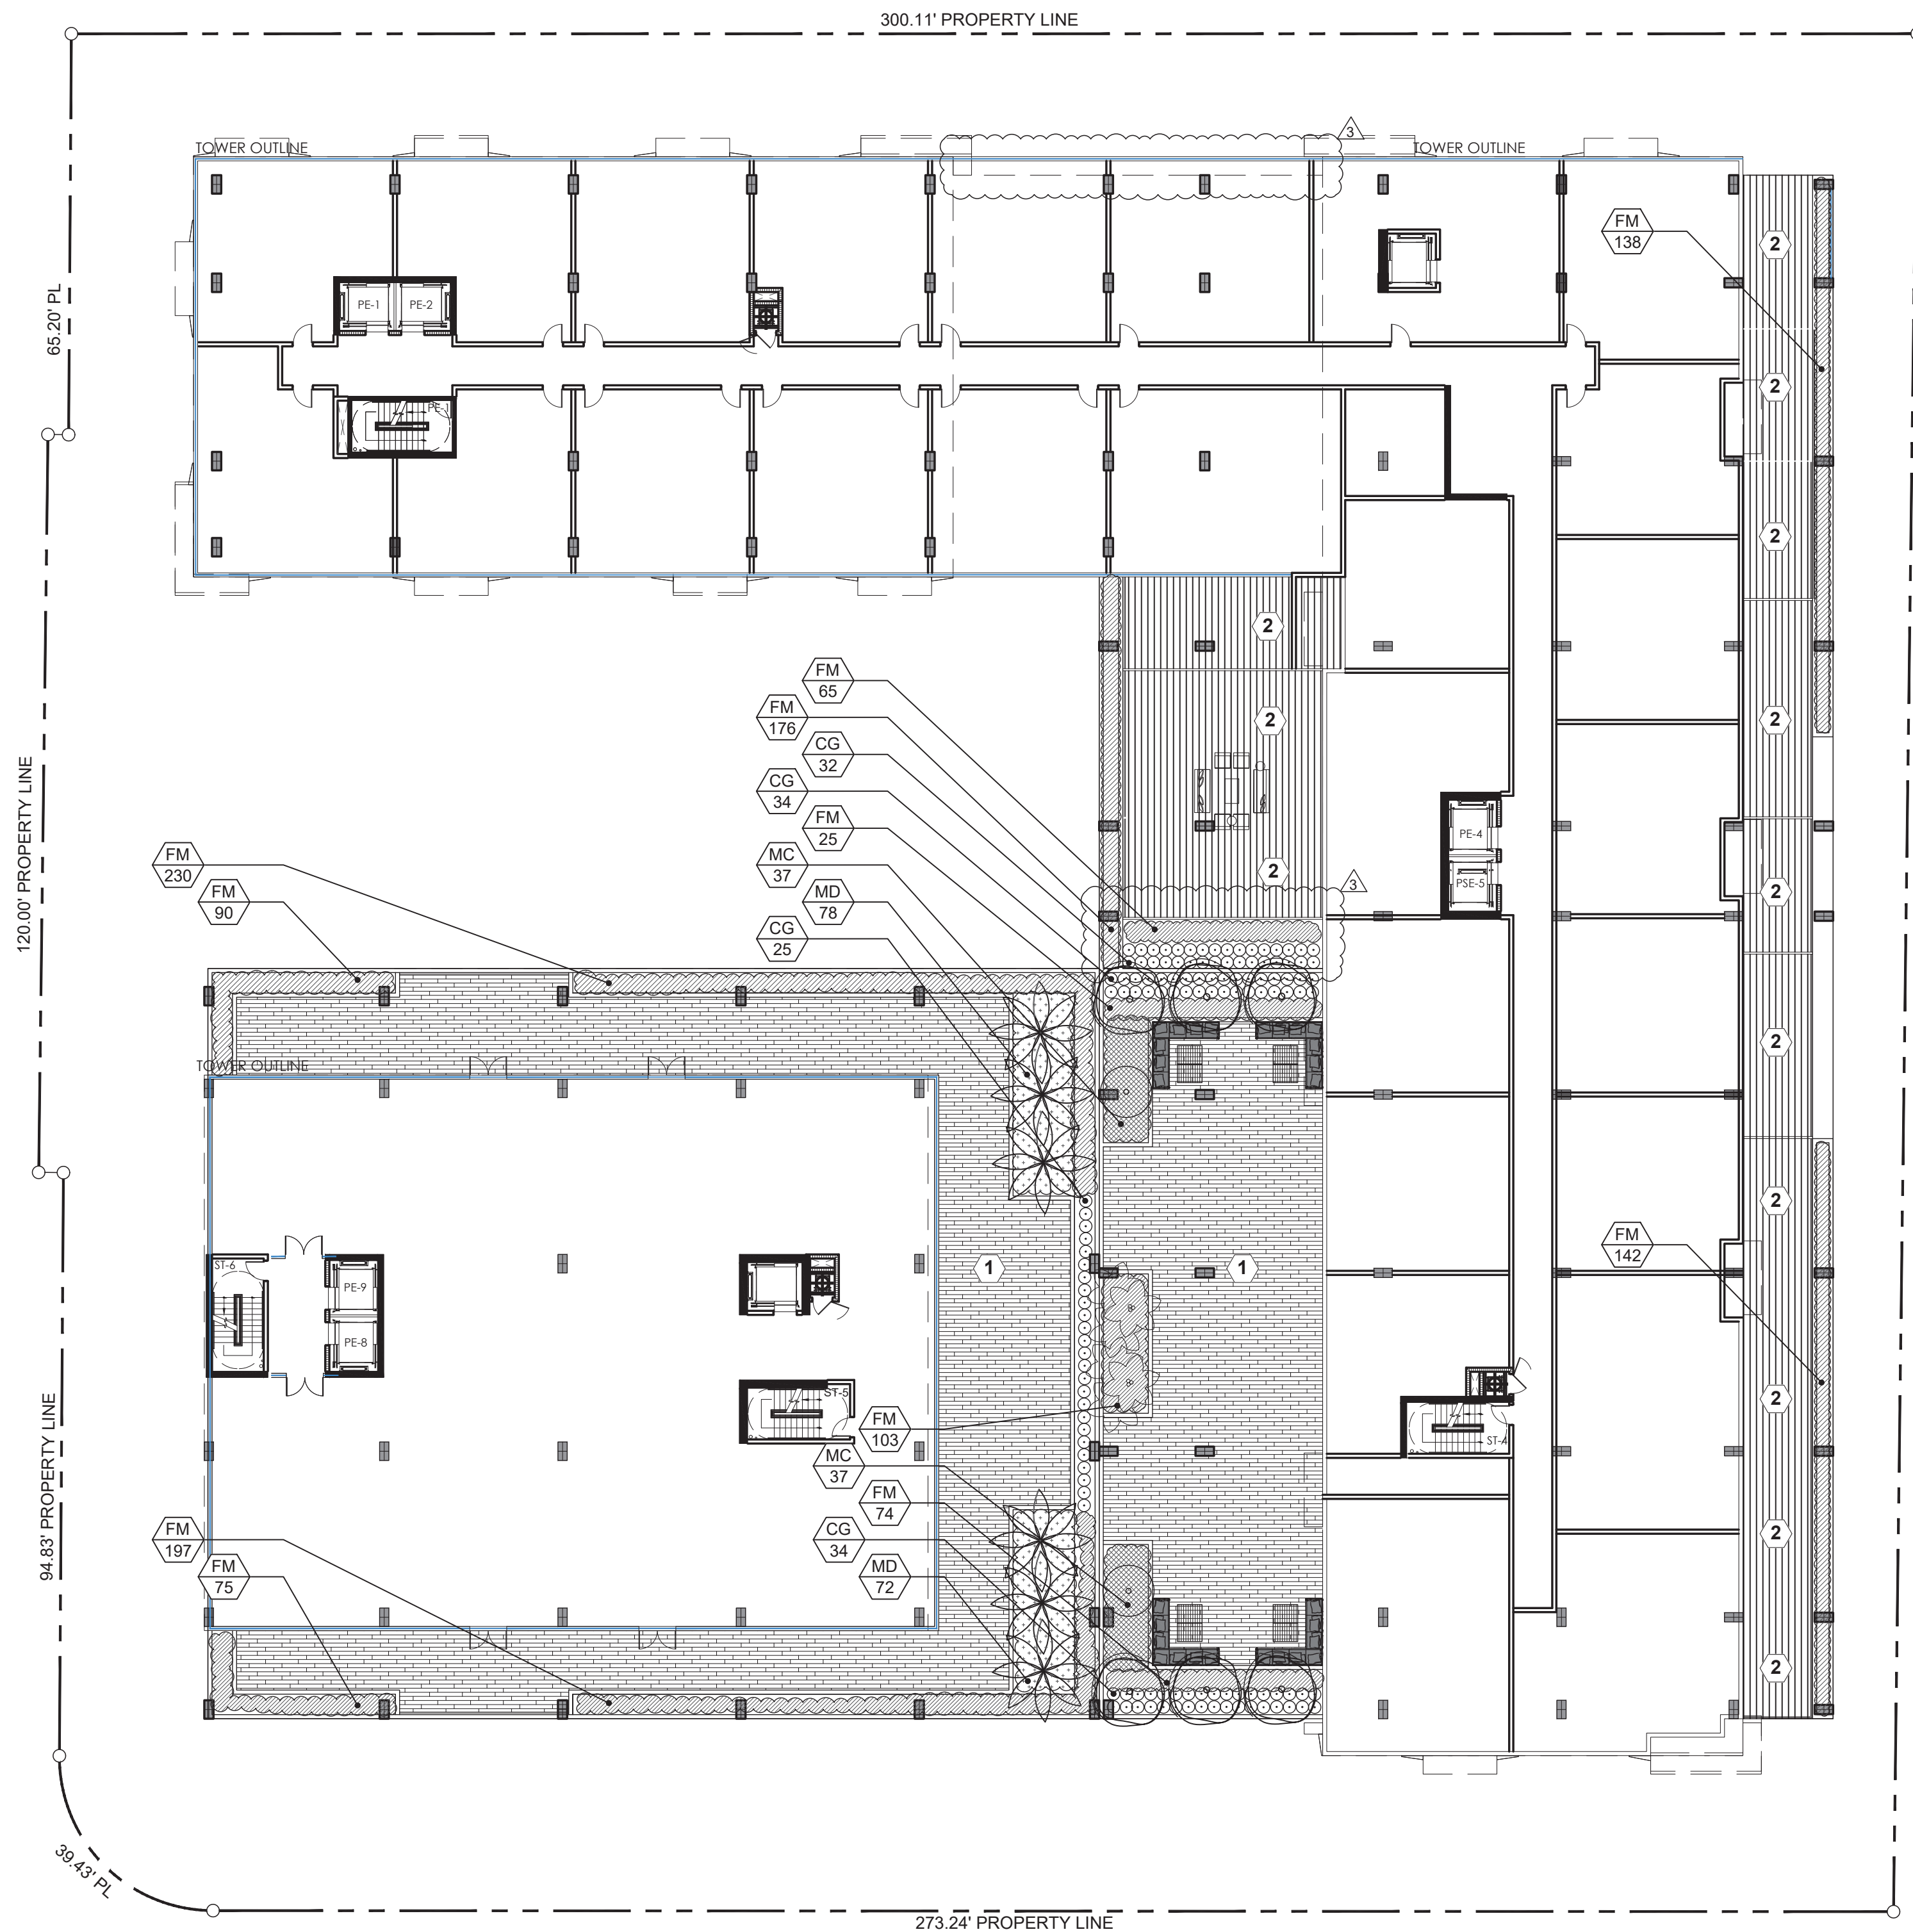 300.11' PROPERTY LINE
3
TOWER OUTLINE
TOWER OUTLINE
FM
138
2
65.20' PL
PE-1
PE-2
2
PE-
2
2
FM
65
FM
176
2
2
CG
32
120.00' PROPERTY LINE
CG
34
FM
25
PE-4
FM
230
MC
37
2
3
PSE-5
2
FM
90
MD
78
CG
25
2
TOWER OUTLINE
2
FM
142
ST-6
1
1
PE-9
PE-8
ST-5
2
94.83' PROPERTY LINE
FM
103
ST-4
MC
37
FM
74
FM
197
CG
34
2
FM
75
MD
72
2
39.43' PL
273.24' PROPERTY LINE